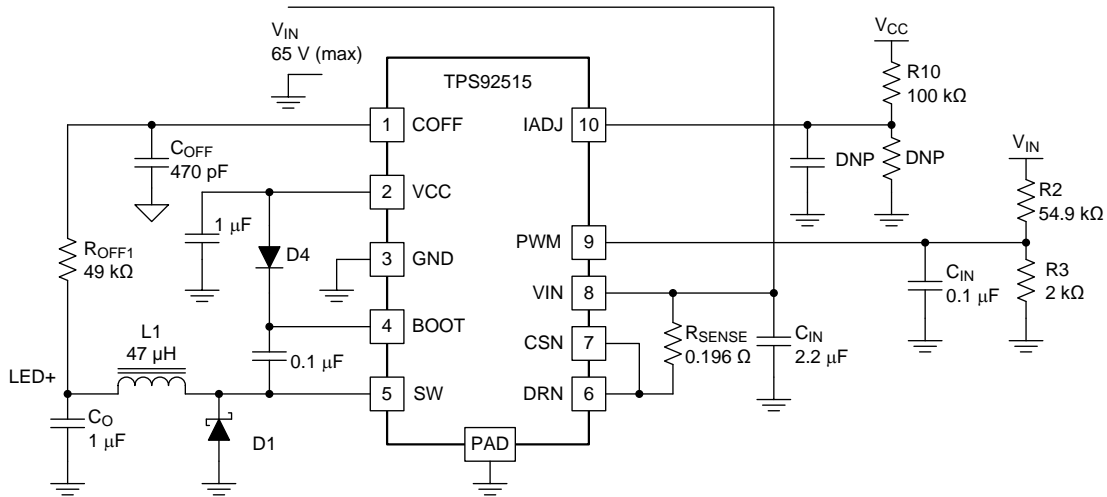 V_IN
65 V (max)
TPS92515
V_CC
R10
100 kΩ
1
COFF
IADJ
10
C_OFF
470 pF
DNP
DNP
V_IN
2
VCC
1 μF
R2
54.9 kΩ
D4
PWM
9
R_OFF1
49 kΩ
3
GND
VIN
8
C_IN
0.1 μF
R3
2 kΩ
4
BOOT
CSN
7
R_SENSE
0.196 Ω
C_IN
2.2 μF
L1
47 μH
0.1 μF
LED+
5
SW
DRN
6
C_O
1 μF
D1
PAD